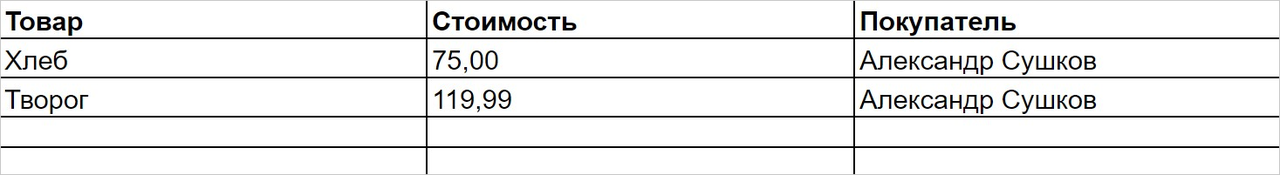 Товар Стоимость Покупатель
Хлеб 75,00 Александр Сушков
Творог 119,99 Александр Сушков